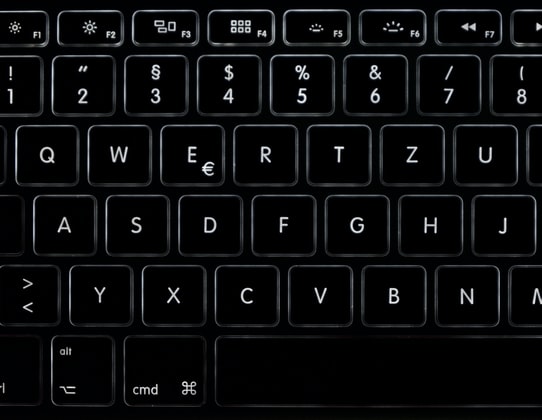 F1 F2 F3 F4 F5 F6 F7
! “ § $ % & / (
1 2 3 4 5 6 7 8
Q W E € R T Z U
A S D F G H J
>
<
Y X C V B N M
alt
cmd ⌘
⌥